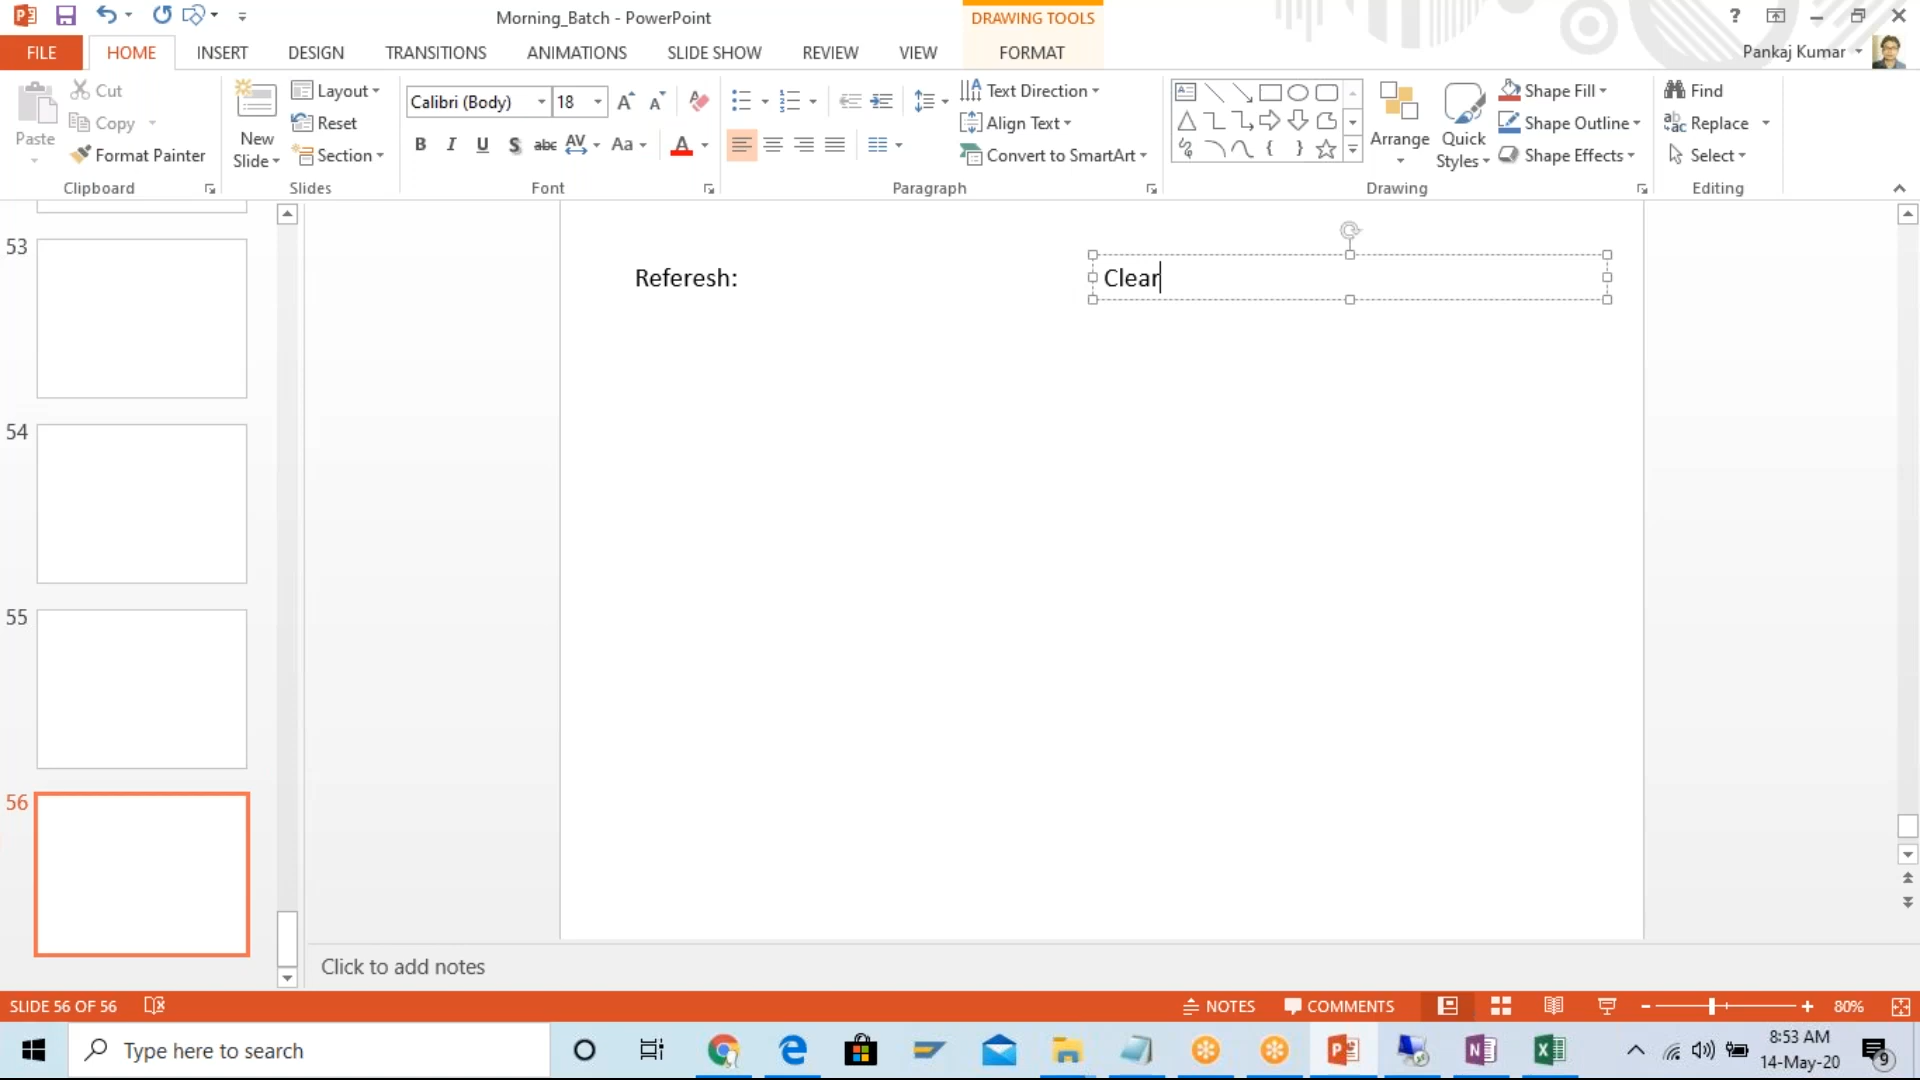 Morning_Batch - PowerPoint
DRAWING TOOLS
?
FILE
HOME
INSERT
DESIGN
TRANSITIONS
ANIMATIONS
SLIDE SHOW
REVIEW
VIEW
FORMAT
Pankaj Kumar
Paste
Cut
Copy
Format Painter
Clipboard
New
Slide
Layout
Reset
Section
Slides
Calibri (Body)
18
B I U S abc AV Aa A
Font
Text Direction
Align Text
Convert to SmartArt
Paragraph
Arrange
Quick
Styles
Shape Fill
Shape Outline
Shape Effects
Drawing
Find
Replace
Select
Editing
53
54
55
56
Referesh:
Clear
Click to add notes
SLIDE 56 OF 56
NOTES
COMMENTS
80%
Type here to search
8:53 AM
14-May-20
9